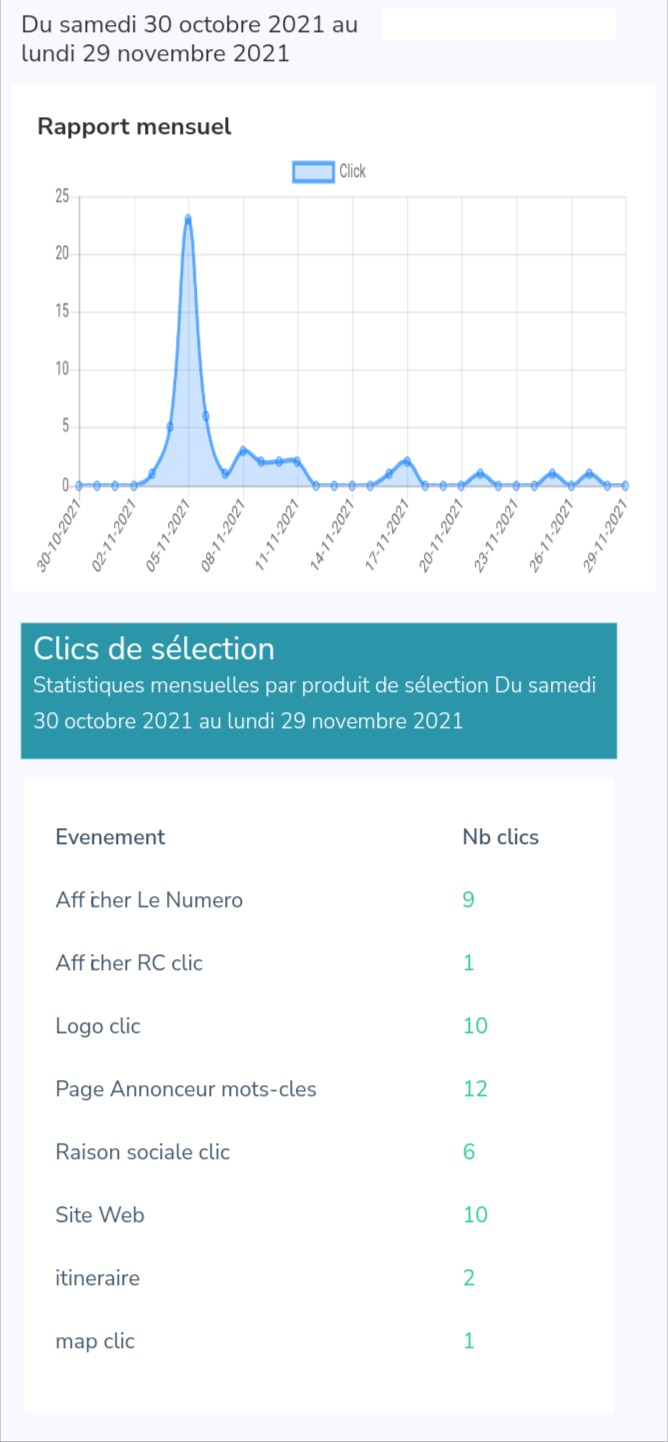 Du samedi 30 octobre 2021 au
lundi 29 novembre 2021
Rapport mensuel
Click
25
20
15
10
5
0
30-10-2021
02-11-2021
05-11-2021
08-11-2021
11-11-2021
14-11-2021
17-11-2021
20-11-2021
23-11-2021
26-11-2021
29-11-2021
Clics de sélection
Statistiques mensuelles par produit de sélection Du samedi
30 octobre 2021 au lundi 29 novembre 2021
Evenement Nb clics
Afficher Le Numero 9
Afficher RC clic 1
Logo clic 10
Page Annonceur mots-cles 12
Raison sociale clic 6
Site Web 10
itineraire 2
map clic 1